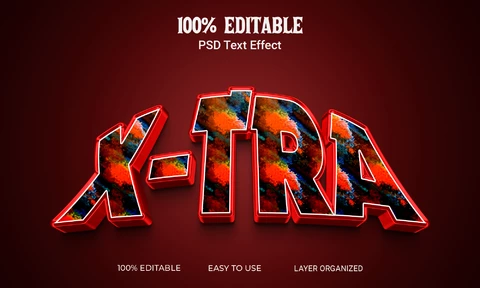 100% EDITABLE
PSD Text Effect
X-TRA
100% EDITABLE EASY TO USE LAYER ORGANIZED